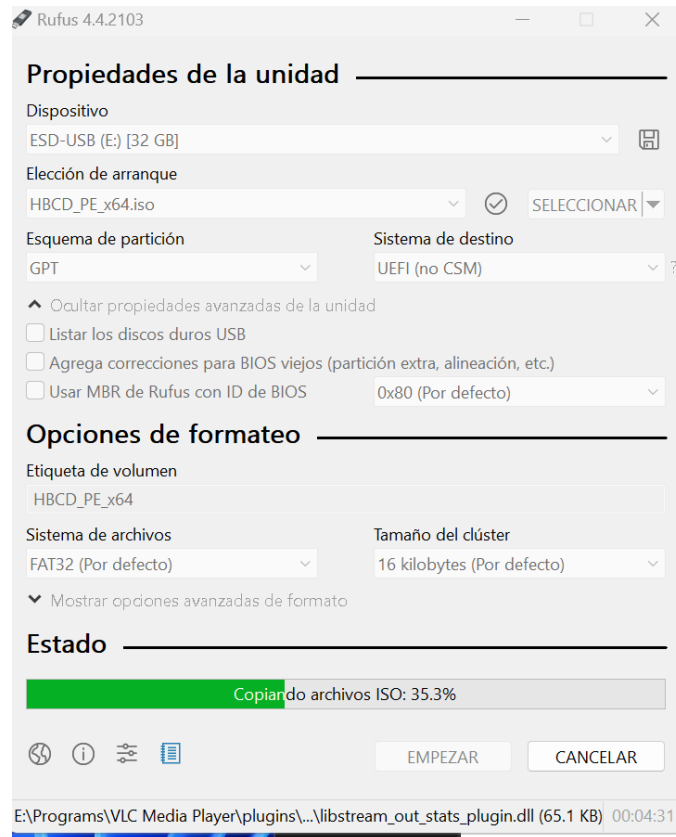 Rufus 4.4.2103
Propiedades de la unidad
Dispositivo
ESD-USB (E:) [32 GB]
Elección de arranque
HBCD_PE_x64.iso
SELECCIONAR
Esquema de partición
Sistema de destino
GPT
UEFI (no CSM)
?
Ocultar propiedades avanzadas de la unidad
Listar los discos duros USB
Agrega correcciones para BIOS viejos (partición extra, alineación, etc.)
Usar MBR de Rufus con ID de BIOS
0x80 (Por defecto)
Opciones de formateo
Etiqueta de volumen
HBCD_PE_x64
Sistema de archivos
Tamaño del clúster
FAT32 (Por defecto)
16 kilobytes (Por defecto)
Mostrar opciones avanzadas de formato
Estado
Copiando archivos ISO: 35.3%
EMPEZAR
CANCELAR
E:\Programs\VLC Media Player\plugins\...\libstream_out_stats_plugin.dll (65.1 KB)
00:04:31